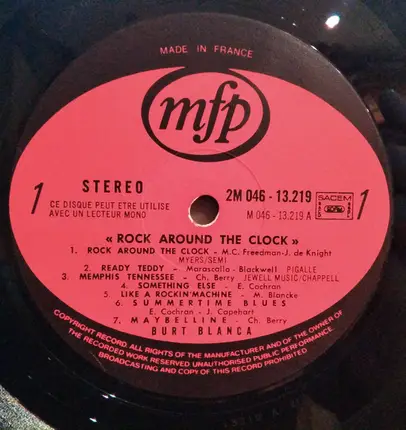 MADE IN FRANCE
mfp
1
STEREO
CE DISQUE PEUT ETRE UTILISE
AVEC UN LECTEUR MONO
2M 046 - 13.219
M 046 - 13.219 A
SACEM
1
« ROCK AROUND THE CLOCK »
1. ROCK AROUND THE CLOCK - M.C. Freedman-J. de Knight
MYERS/SEMI
2. READY TEDDY - Marascalla - Blackwell PIGALLE
3. MEMPHIS TENNESSEE - Ch. Berry JEWELL MUSIC/CHAPPELL
4. SOMETHING ELSE - E. Cochran
5. LIKE A ROCKIN'MACHINE - M. Blancke
6. SUMMERTIME BLUES
E. Cochran - J. Capehart
7. MAYBELLINE - Ch. Berry
BURT BLANCA
COPYRIGHT RECORD. ALL RIGHTS OF THE MANUFACTURER AND OF THE OWNER OF
THE RECORDED WORK RESERVED UNAUTHORISED PUBLIC PERFORMANCE
BROADCASTING AND COPY OF THIS RECORD PROHIBITED